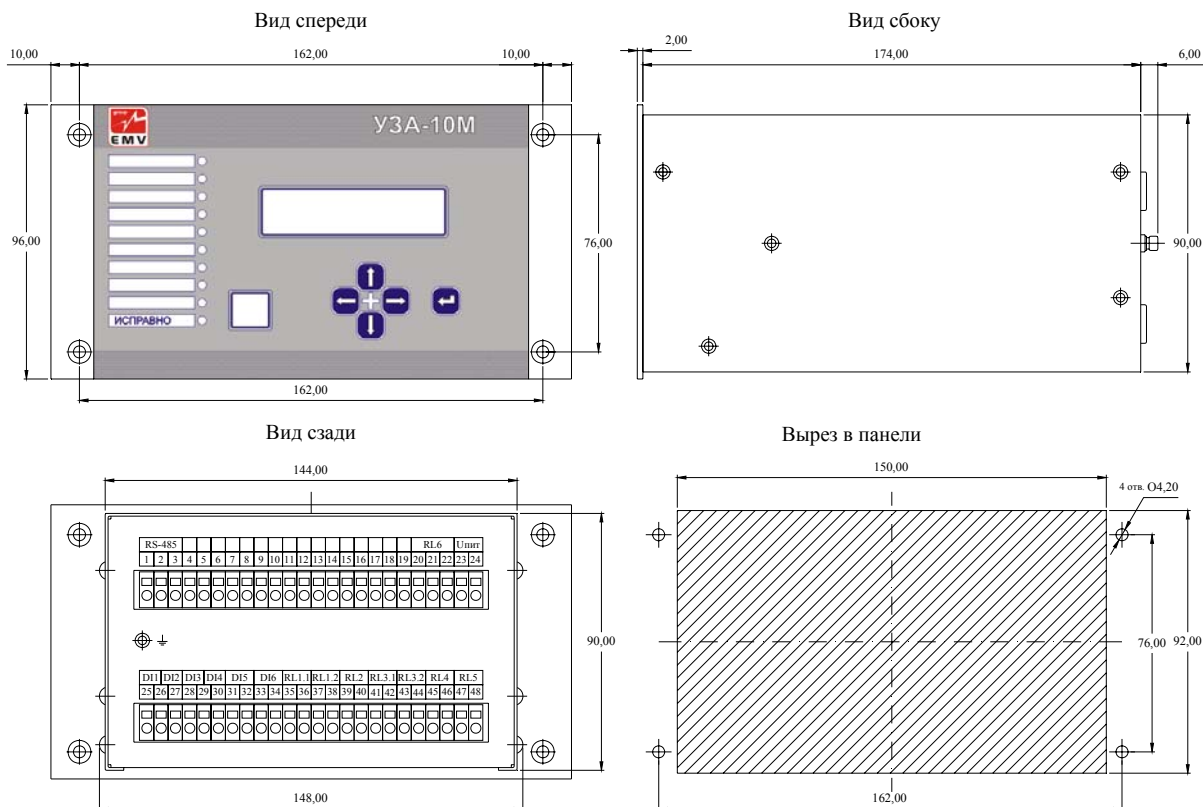 Вид спереди
10,00
162,00
10,00
96,00
76,00
group
EMV
УЗА-10М
ИСПРАВНО
162,00
Вид сбоку
2,00
174,00
6,00
90,00
Вид сзади
144,00
RS-485 RL6 Uпит
1 2 3 4 5 6 7 8 9 10 11 12 13 14 15 16 17 18 19 20 21 22 23 24
DI1 DI2 DI3 DI4 DI5 DI6 RL1.1 RL1.2 RL2 RL3.1 RL3.2 RL4 RL5
25 26 27 28 29 30 31 32 33 34 35 36 37 38 39 40 41 42 43 44 45 46 47 48
90,00
148,00
Вырез в панели
150,00
4 отв. O4,20
76,00
92,00
162,00